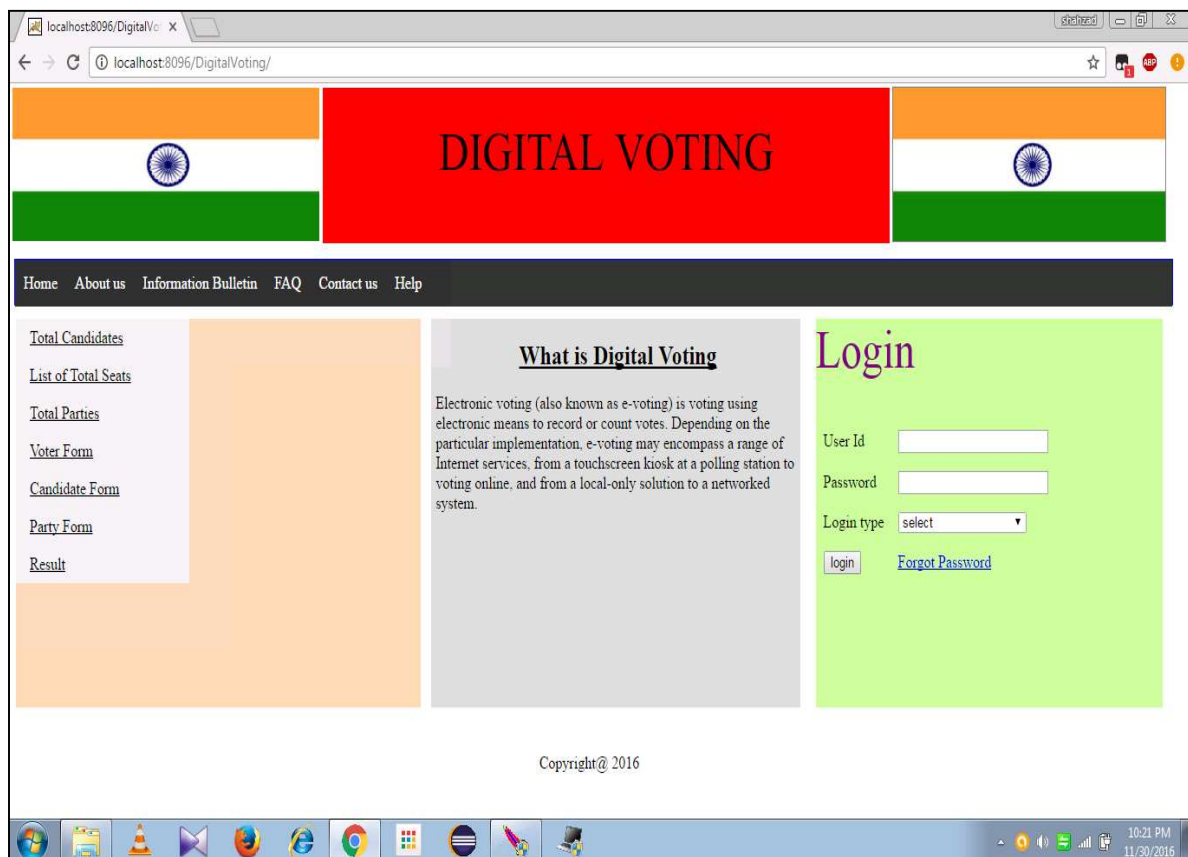 localhost:8096/DigitalVo
shahzad
localhost:8096/DigitalVoting/
1
ABP
DIGITAL VOTING
Home About us Information Bulletin FAQ Contact us Help
Total Candidates
List of Total Seats
Total Parties
Voter Form
Candidate Form
Party Form
Result
What is Digital Voting
Electronic voting (also known as e-voting) is voting using
electronic means to record or count votes. Depending on the
particular implementation, e-voting may encompass a range of
Internet services, from a touchscreen kiosk at a polling station to
voting online, and from a local-only solution to a networked
system.
Login
User Id
Password
Login type select
login Forgot Password
Copyright@ 2016
10:21 PM
11/30/2016